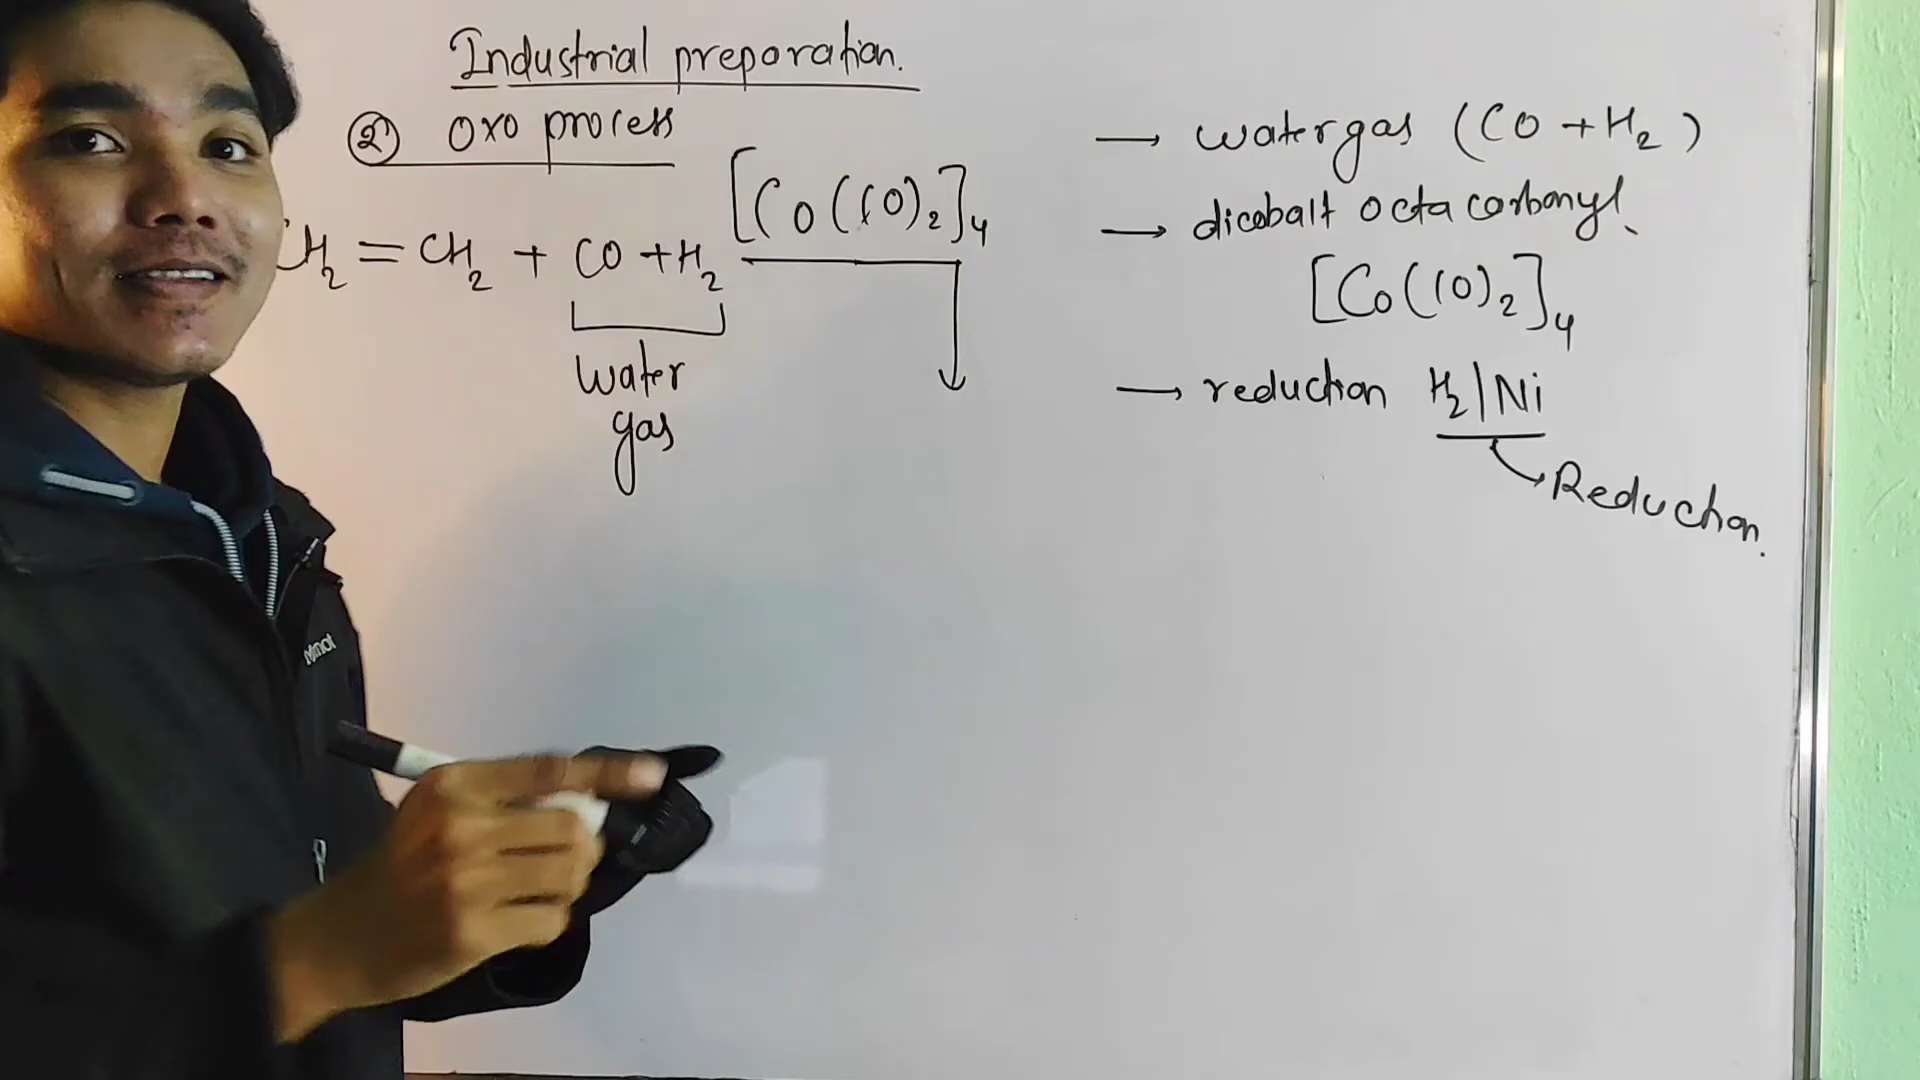 Industrial preparation.
② oxo process
CH₂ = CH₂ + CO + H₂ [Co(CO)₂]₄
water
gas
→ watergas (CO + H₂)
→ dicobalt octacarbonyl.
[Co(CO)₂]₄
→ reduction H₂|Ni
Reduction.